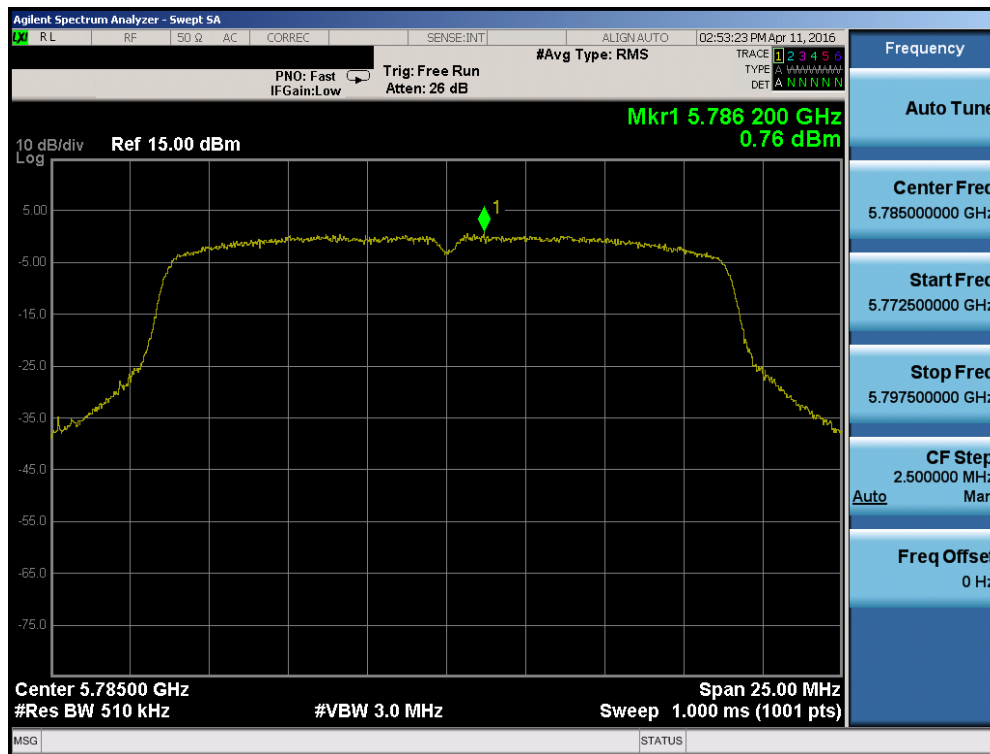 Agilent Spectrum Analyzer - Swept SA
LXI RL RF 50 Ω AC CORREC SENSE:INT ALIGNAUTO 02:53:23 PM Apr 11, 2016
#Avg Type: RMS
TRACE 1 2 3 4 5 6
TYPE A WWWWW
DET A N N N N N
PNO: Fast Trig: Free Run
IFGain:Low Atten: 26 dB
Mkr1 5.786 200 GHz
0.76 dBm
10 dB/div Ref 15.00 dBm
Log
1
5.00
-5.00
-15.0
-25.0
-35.0
-45.0
-55.0
-65.0
-75.0
Center 5.78500 GHz Span 25.00 MHz
#Res BW 510 kHz #VBW 3.0 MHz Sweep 1.000 ms (1001 pts)
MSG STATUS
Frequency
Auto Tune
Center Freq
5.785000000 GHz
Start Freq
5.772500000 GHz
Stop Freq
5.797500000 GHz
CF Step
2.500000 MHz
Auto Man
Freq Offset
0 Hz